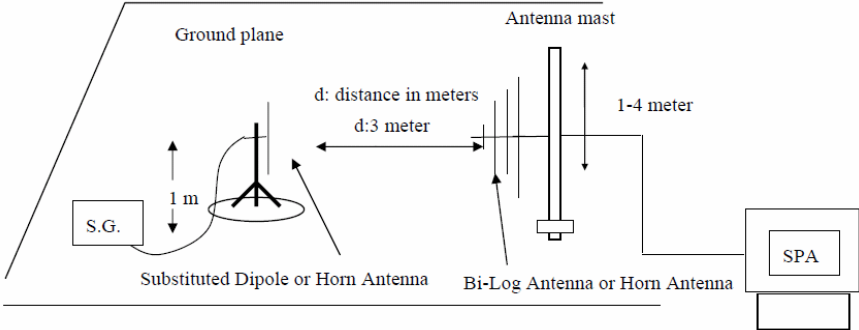 Antenna mast
Ground plane
d: distance in meters
d:3 meter
1-4 meter
1 m
S.G.
SPA
Substituted Dipole or Horn Antenna
Bi-Log Antenna or Horn Antenna